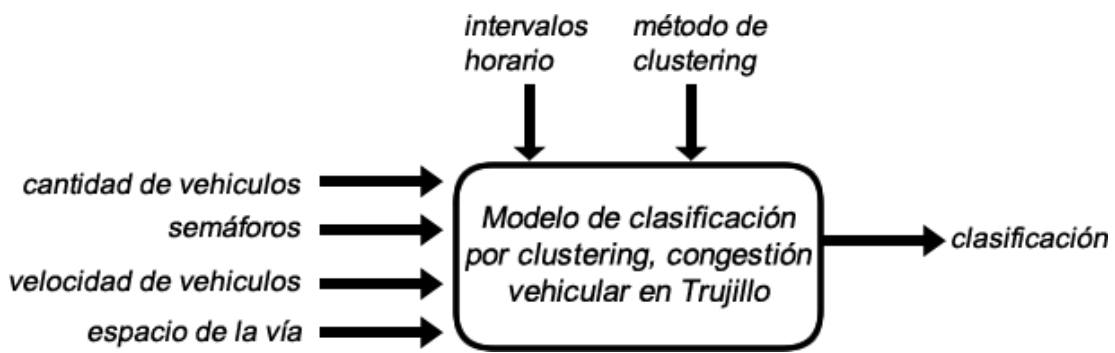 intervalos
horario
método de
clustering
cantidad de vehiculos
semáforos
velocidad de vehiculos
espacio de la vía
Modelo de clasificación
por clustering, congestión
vehicular en Trujillo
clasificación